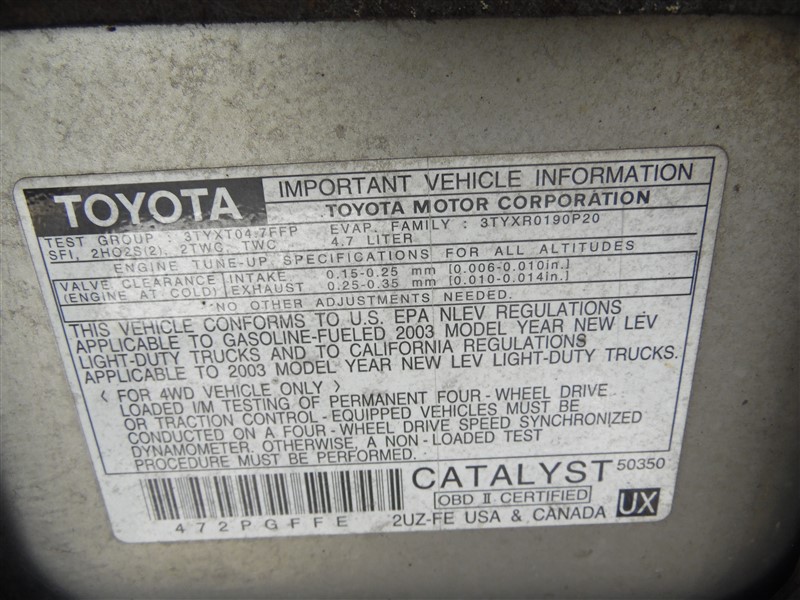 TOYOTA
IMPORTANT VEHICLE INFORMATION
TOYOTA MOTOR CORPORATION
TEST GROUP : 3TYXT04.7FFP EVAP. FAMILY : 3TYXR0190P20
SFI, 2HO2S(2), 2TWC, TWC 4.7 LITER
ENGINE TUNE-UP SPECIFICATIONS FOR ALL ALTITUDES
VALVE CLEARANCE INTAKE 0.15-0.25 mm [0.006-0.010in.]
(ENGINE AT COLD) EXHAUST 0.25-0.35 mm [0.010-0.014in.]
NO OTHER ADJUSTMENTS NEEDED.
THIS VEHICLE CONFORMS TO U.S. EPA NLEV REGULATIONS
APPLICABLE TO GASOLINE-FUELED 2003 MODEL YEAR NEW LEV
LIGHT-DUTY TRUCKS AND TO CALIFORNIA REGULATIONS
APPLICABLE TO 2003 MODEL YEAR NEW LEV LIGHT-DUTY TRUCKS.
〈 FOR 4WD VEHICLE ONLY 〉
LOADED I/M TESTING OF PERMANENT FOUR-WHEEL DRIVE
OR TRACTION CONTROL-EQUIPPED VEHICLES MUST BE
CONDUCTED ON A FOUR-WHEEL DRIVE SPEED SYNCHRONIZED
DYNAMOMETER, OTHERWISE, A NON-LOADED TEST
PROCEDURE MUST BE PERFORMED.
CATALYST 50350
OBD II CERTIFIED
UX
472PGFFE
2UZ-FE USA & CANADA